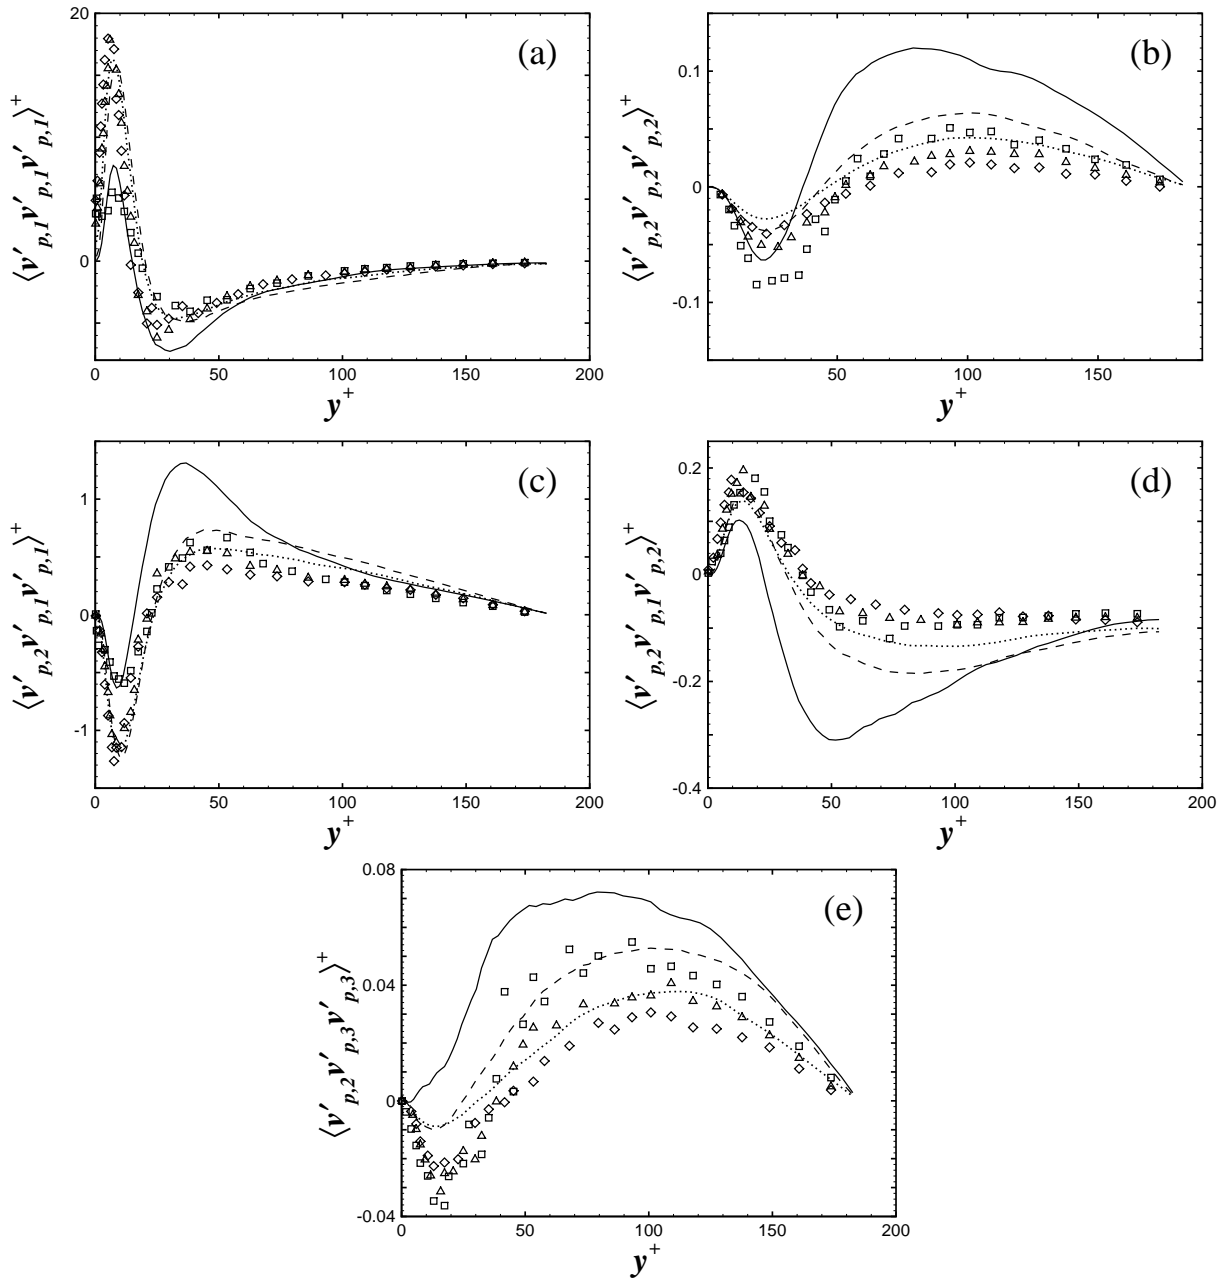 (a)
20
0
⟨v′p,1v′p,1v′p,1⟩+
0 50 100 150 200
y+
(b)
0.1
0
-0.1
⟨v′p,2v′p,2v′p,2⟩+
50 100 150
y+
(c)
1
0
-1
⟨v′p,2v′p,1v′p,1⟩+
0 50 100 150 200
y+
(d)
0.2
0
-0.2
-0.4
⟨v′p,2v′p,1v′p,2⟩+
0 50 100 150 200
y+
(e)
0.08
0.04
0
-0.04
⟨v′p,2v′p,3v′p,3⟩+
0 50 100 150 200
y+